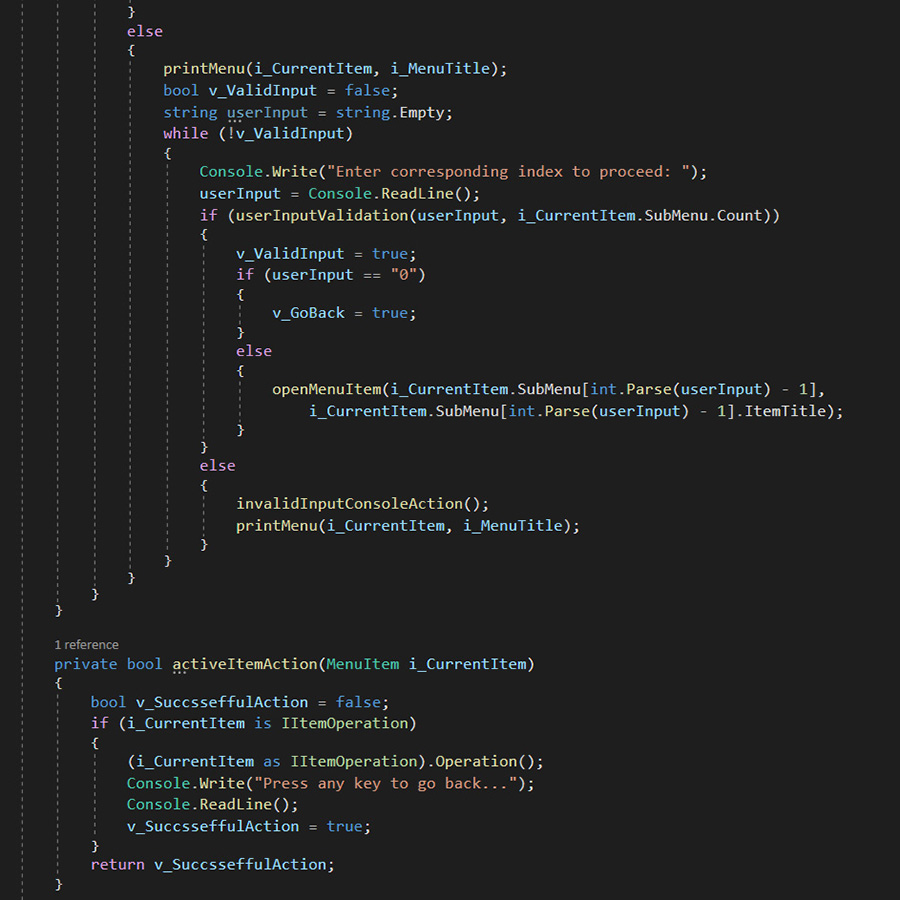 }
else
{
printMenu(i_CurrentItem, i_MenuTitle);
bool v_ValidInput = false;
string userInput = string.Empty;
while (!v_ValidInput)
{
Console.Write("Enter corresponding index to proceed: ");
userInput = Console.ReadLine();
if (userInputValidation(userInput, i_CurrentItem.SubMenu.Count))
{
v_ValidInput = true;
if (userInput == "0")
{
v_GoBack = true;
}
else
{
openMenuItem(i_CurrentItem.SubMenu[int.Parse(userInput) - 1],
i_CurrentItem.SubMenu[int.Parse(userInput) - 1].ItemTitle);
}
}
else
{
invalidInputConsoleAction();
printMenu(i_CurrentItem, i_MenuTitle);
}
}
}
}
}
1 reference
private bool activeItemAction(MenuItem i_CurrentItem)
{
bool v_SuccsseffulAction = false;
if (i_CurrentItem is IItemOperation)
{
(i_CurrentItem as IItemOperation).Operation();
Console.Write("Press any key to go back...");
Console.ReadLine();
v_SuccsseffulAction = true;
}
return v_SuccsseffulAction;
}